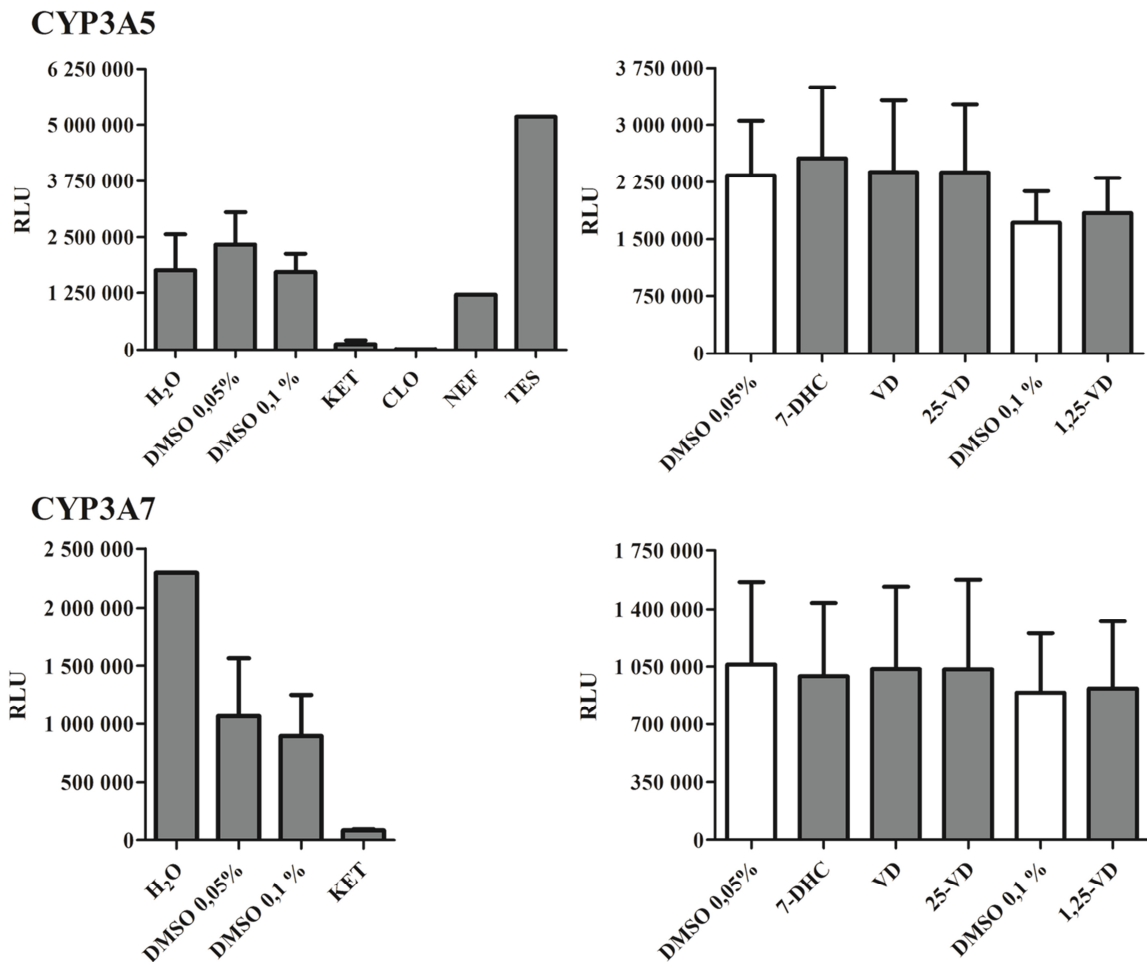 CYP3A5
6 250 000
5 000 000
3 750 000
2 500 000
1 250 000
0
RLU
H₂O
DMSO 0,05%
DMSO 0,1 %
KET
CLO
NEF
TES
3 750 000
3 000 000
2 250 000
1 500 000
750 000
0
RLU
DMSO 0,05%
7-DHC
VD
25-VD
DMSO 0,1 %
1,25-VD
CYP3A7
2 500 000
2 000 000
1 500 000
1 000 000
500 000
0
RLU
H₂O
DMSO 0,05%
DMSO 0,1 %
KET
1 750 000
1 400 000
1 050 000
700 000
350 000
0
RLU
DMSO 0,05%
7-DHC
VD
25-VD
DMSO 0,1 %
1,25-VD